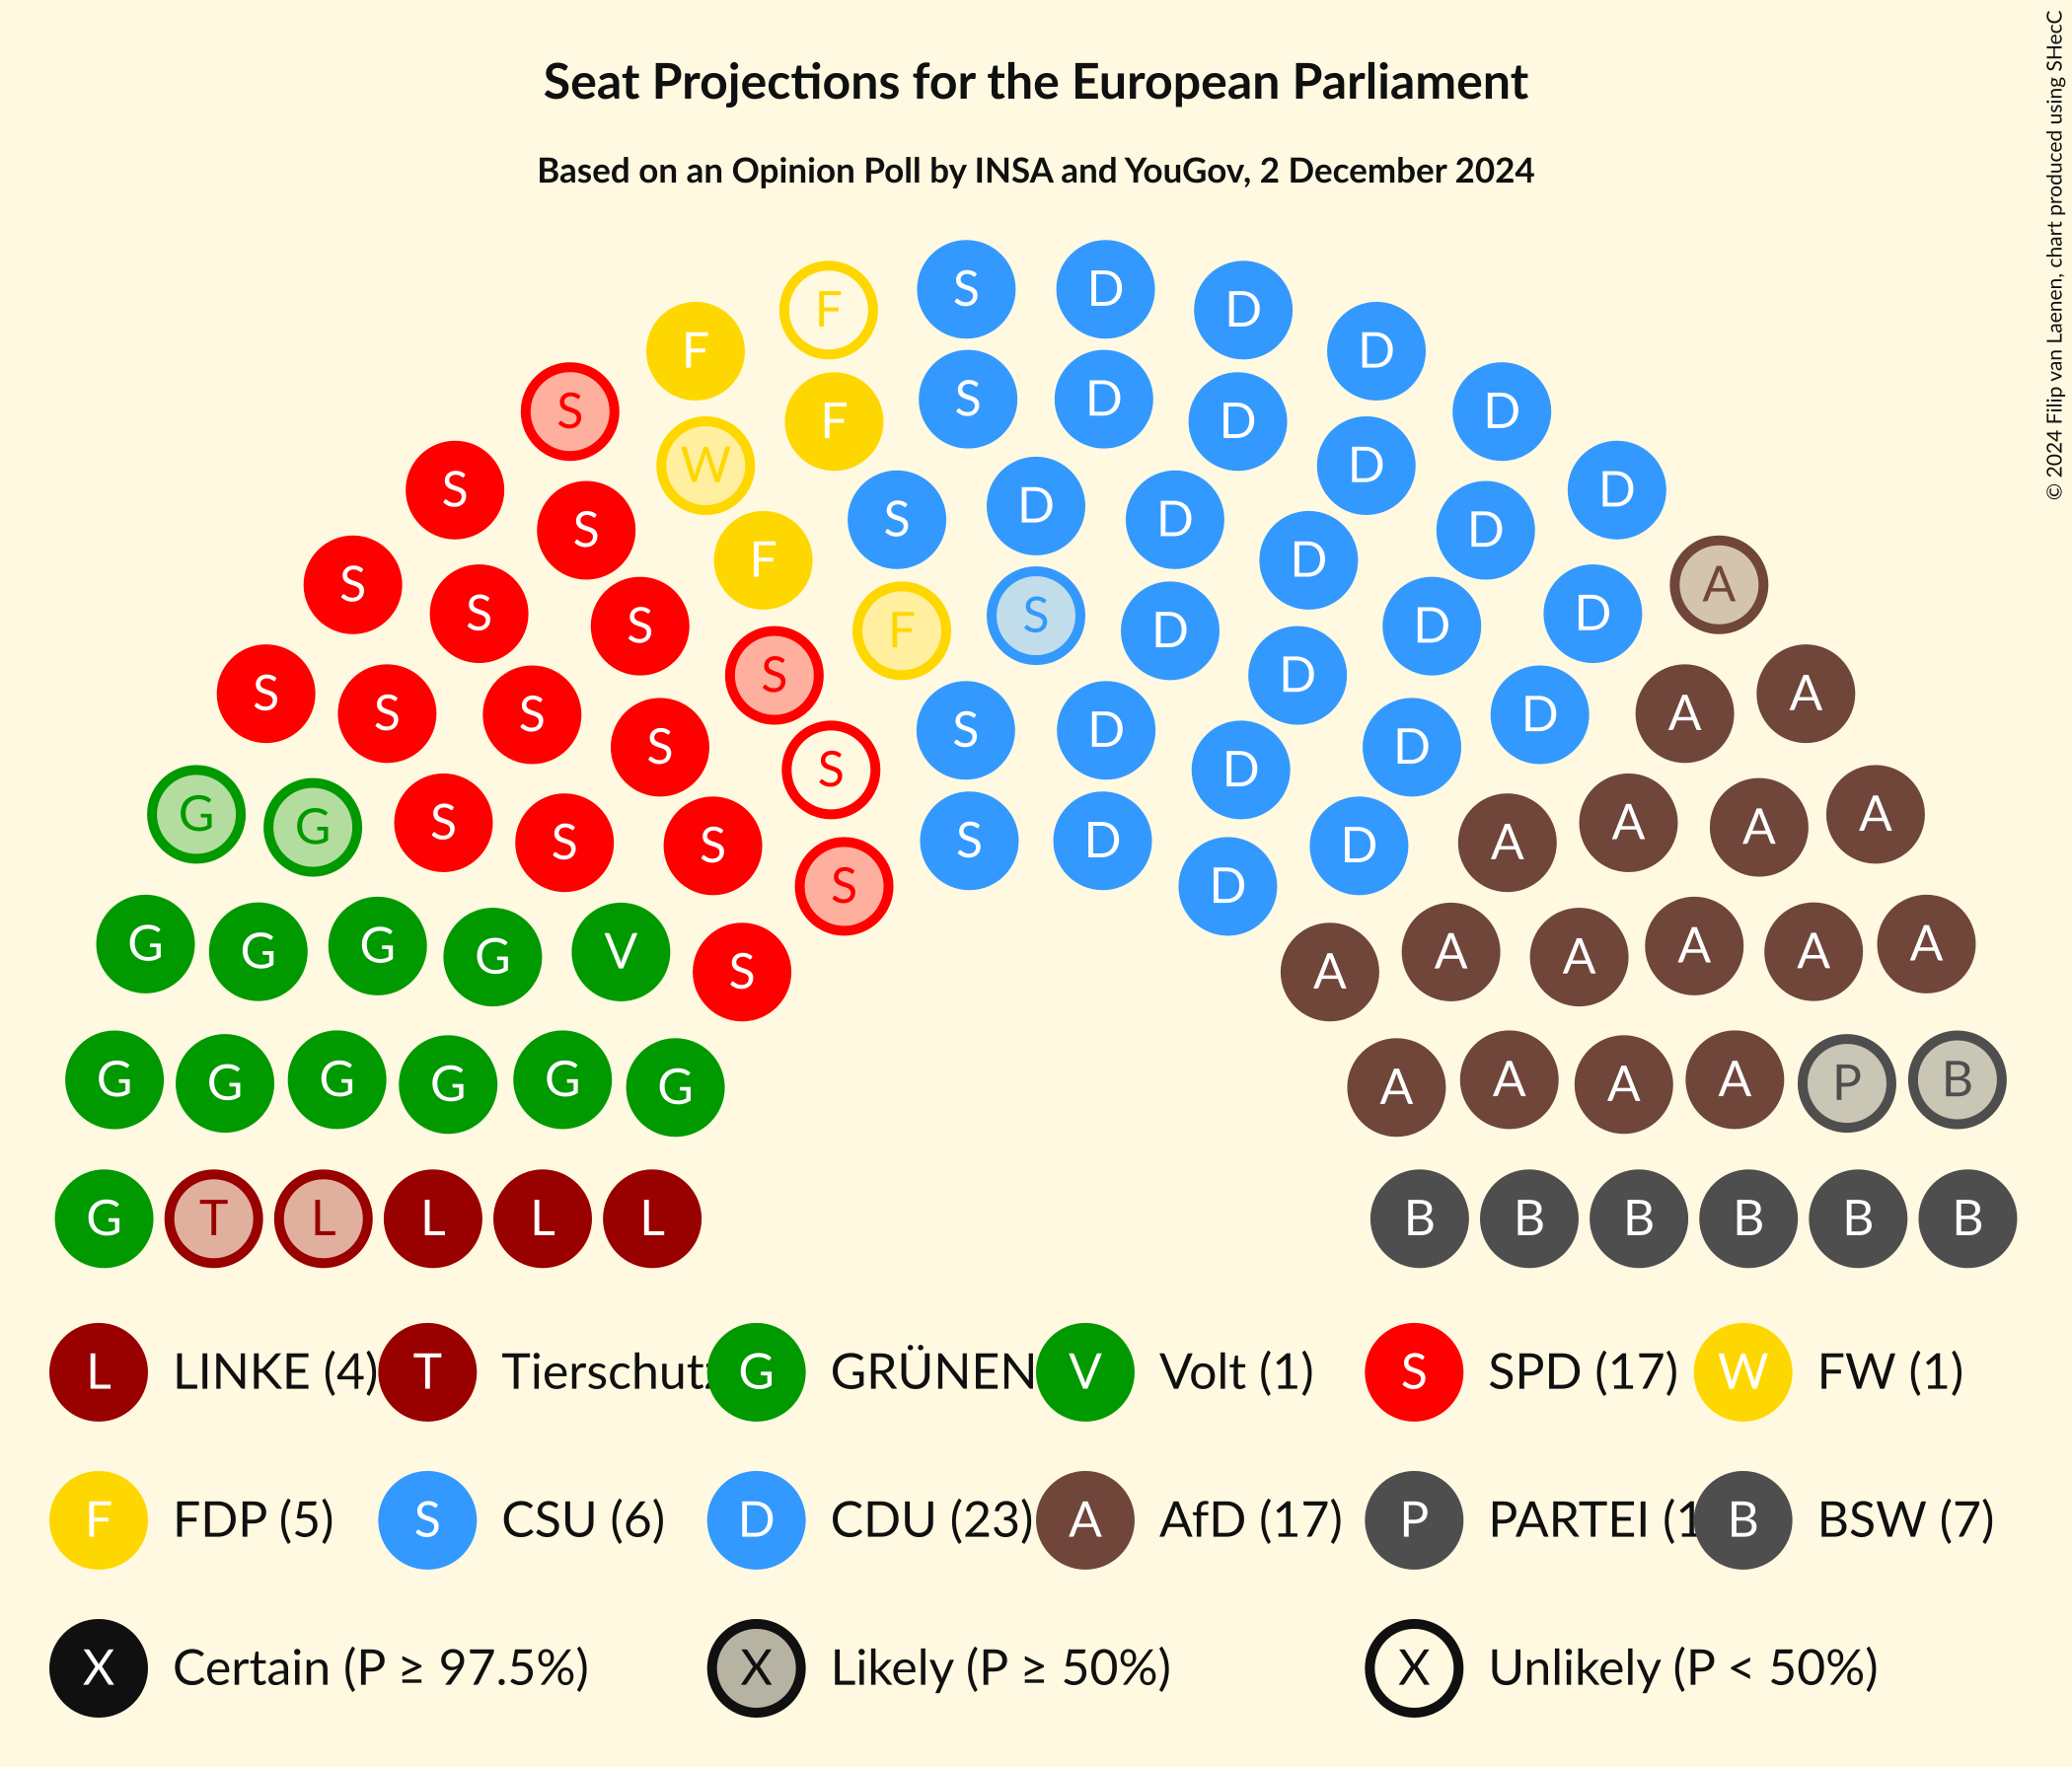 Seat Projections for the European Parliament
Based on an Opinion Poll by INSA and YouGov, 2 December 2024
© 2024 Filip van Laenen, chart produced using SHecC
F S D D
F D
S F S D D D
W D
S S D D
S F D D
S S D A
S S F S D D
S S S A
S S D A
G G S S S D D A A A A
S S S D D
S D A
G G G G V S A A A A A A
G G G G G G A A A A P B
G T L L L L B B B B B B
L LINKE (4) T Tierschutz G GRÜNEN V Volt (1) S SPD (17) W FW (1)
F FDP (5) S CSU (6) D CDU (23) A AfD (17) P PARTEI (1 B BSW (7)
X Certain (P ≥ 97.5%) X Likely (P ≥ 50%) X Unlikely (P < 50%)